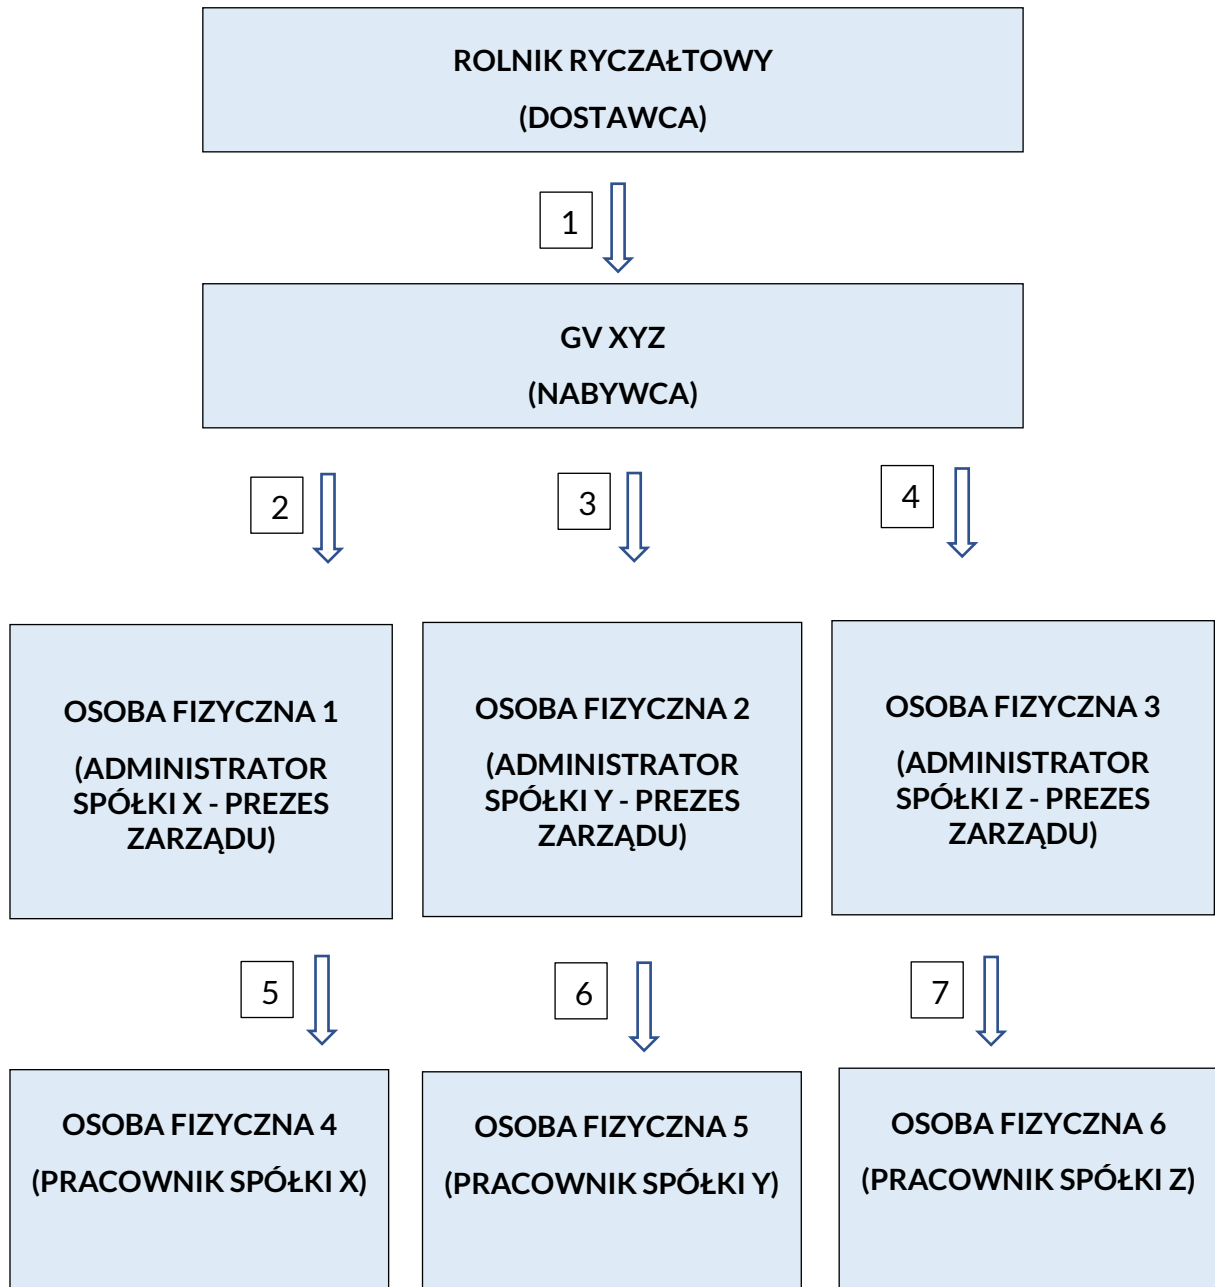 ROLNIK RYCZAŁTOWY
(DOSTAWCA)
1
GV XYZ
(NABYWCA)
2
3
4
OSOBA FIZYCZNA 1
(ADMINISTRATOR
SPÓŁKI X - PREZES
ZARZĄDU)
OSOBA FIZYCZNA 2
(ADMINISTRATOR
SPÓŁKI Y - PREZES
ZARZĄDU)
OSOBA FIZYCZNA 3
(ADMINISTRATOR
SPÓŁKI Z - PREZES
ZARZĄDU)
5
6
7
OSOBA FIZYCZNA 4
(PRACOWNIK SPÓŁKI X)
OSOBA FIZYCZNA 5
(PRACOWNIK SPÓŁKI Y)
OSOBA FIZYCZNA 6
(PRACOWNIK SPÓŁKI Z)